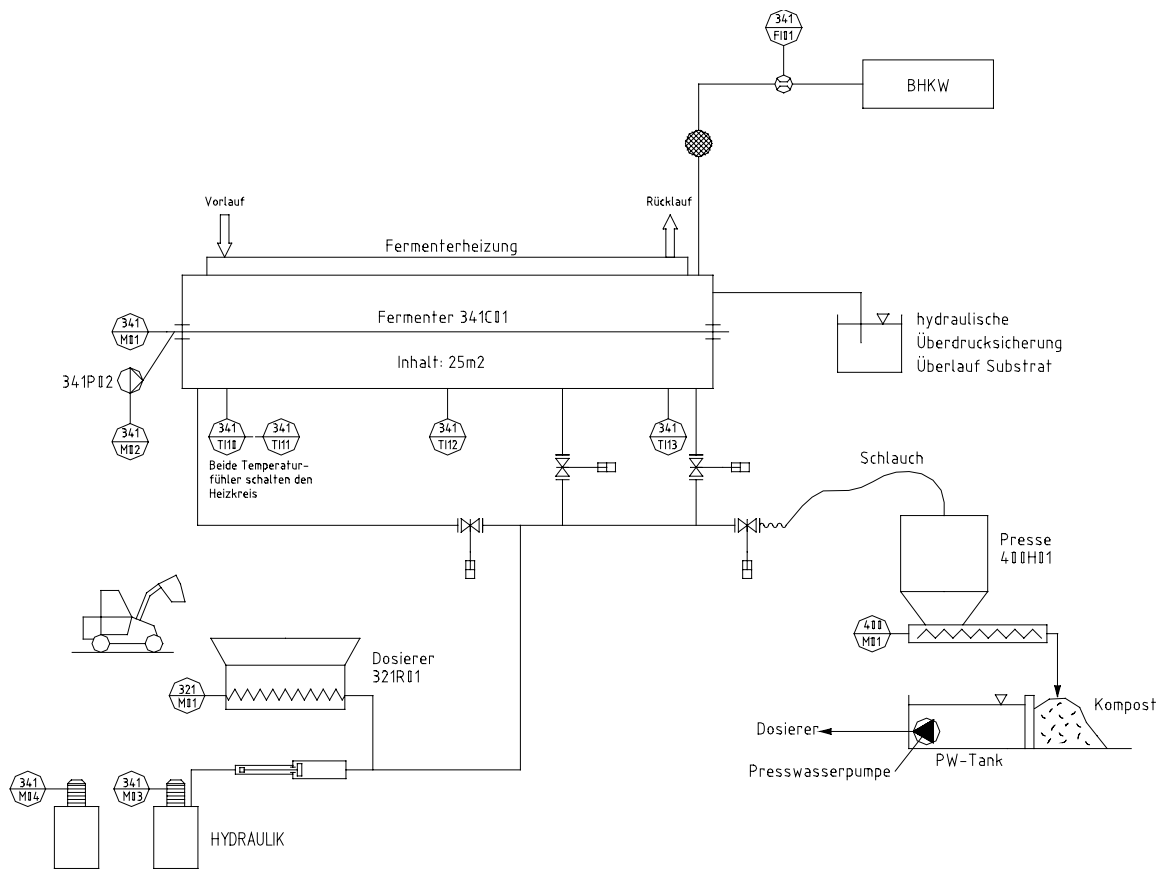 341
FI01
BHKW
Vorlauf
Rücklauf
Fermenterheizung
341
M01
Fermenter 341C01
hydraulische
Überdrucksicherung
Überlauf Substrat
Inhalt: 25m2
341P02
341
M02
341
TI10
341
TI11
341
TI12
341
TI13
Beide Temperatur-
fühler schalten den
Heizkreis
Schlauch
Presse
400H01
400
M01
Dosierer
321R01
321
M01
Kompost
Dosierer
PW-Tank
Presswasserpumpe
341
M04
341
M03
HYDRAULIK